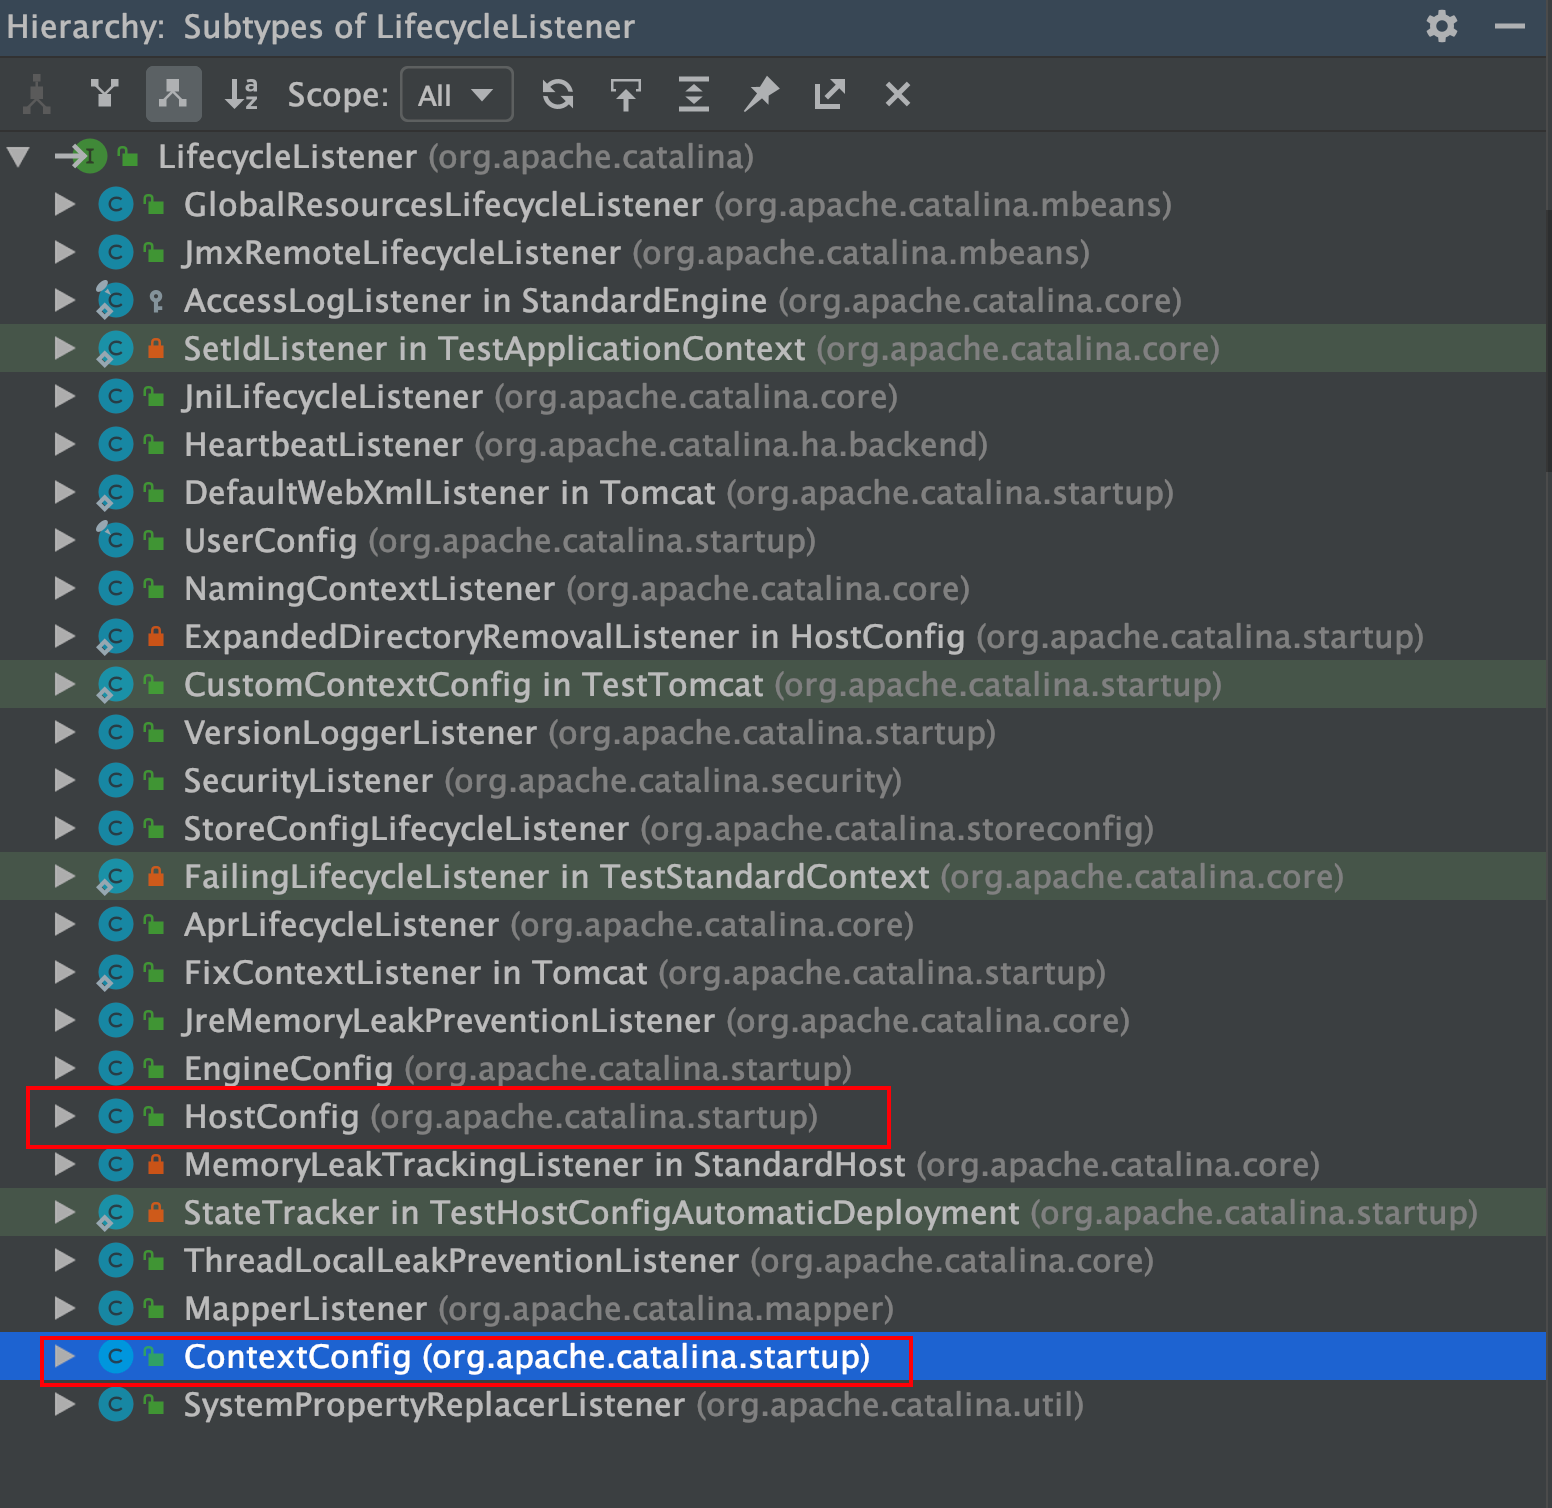 Hierarchy: Subtypes of LifecycleListener
Scope: All
LifecycleListener (org.apache.catalina)
GlobalResourcesLifecycleListener (org.apache.catalina.mbeans)
JmxRemoteLifecycleListener (org.apache.catalina.mbeans)
AccessLogListener in StandardEngine (org.apache.catalina.core)
SetIdListener in TestApplicationContext (org.apache.catalina.core)
JniLifecycleListener (org.apache.catalina.core)
HeartbeatListener (org.apache.catalina.ha.backend)
DefaultWebXmlListener in Tomcat (org.apache.catalina.startup)
UserConfig (org.apache.catalina.startup)
NamingContextListener (org.apache.catalina.core)
ExpandedDirectoryRemovalListener in HostConfig (org.apache.catalina.startup)
CustomContextConfig in TestTomcat (org.apache.catalina.startup)
VersionLoggerListener (org.apache.catalina.startup)
SecurityListener (org.apache.catalina.security)
StoreConfigLifecycleListener (org.apache.catalina.storeconfig)
FailingLifecycleListener in TestStandardContext (org.apache.catalina.core)
AprLifecycleListener (org.apache.catalina.core)
FixContextListener in Tomcat (org.apache.catalina.startup)
JreMemoryLeakPreventionListener (org.apache.catalina.core)
EngineConfig (org.apache.catalina.startup)
HostConfig (org.apache.catalina.startup)
MemoryLeakTrackingListener in StandardHost (org.apache.catalina.core)
StateTracker in TestHostConfigAutomaticDeployment (org.apache.catalina.startup)
ThreadLocalLeakPreventionListener (org.apache.catalina.core)
MapperListener (org.apache.catalina.mapper)
ContextConfig (org.apache.catalina.startup)
SystemPropertyReplacerListener (org.apache.catalina.util)